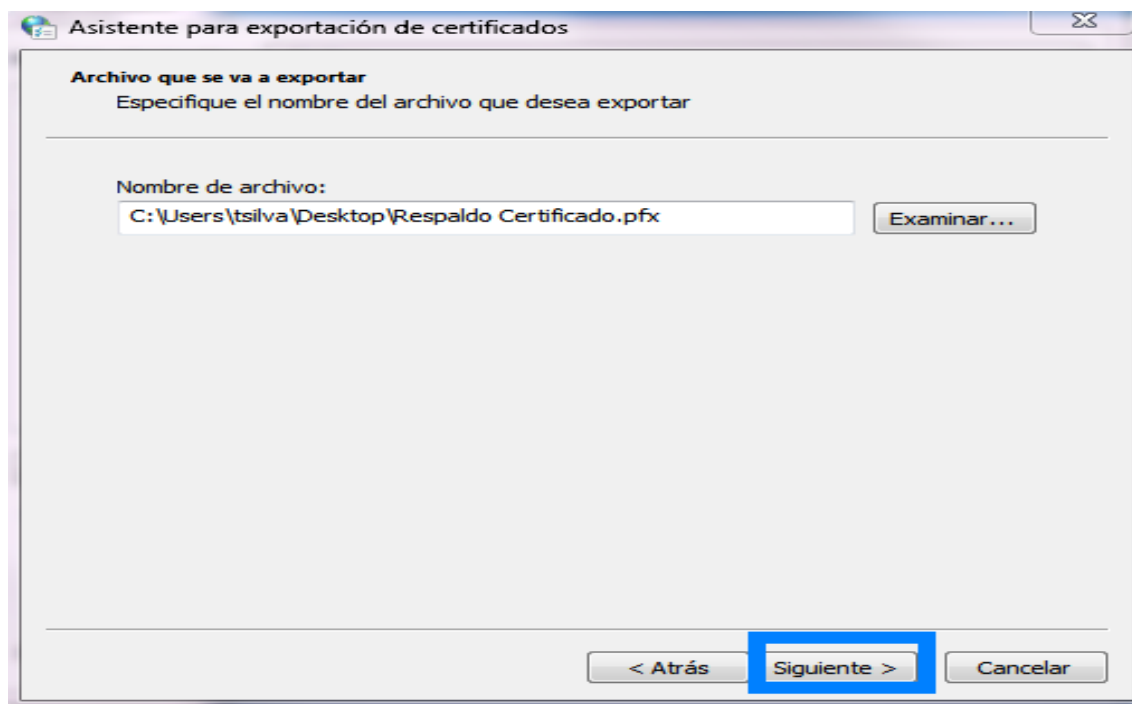 Asistente para exportación de certificados
Archivo que se va a exportar
Especifique el nombre del archivo que desea exportar
Nombre de archivo:
C:\Users\tsilva\Desktop\Respaldo Certificado.pfx
Examinar...
< Atrás
Siguiente >
Cancelar